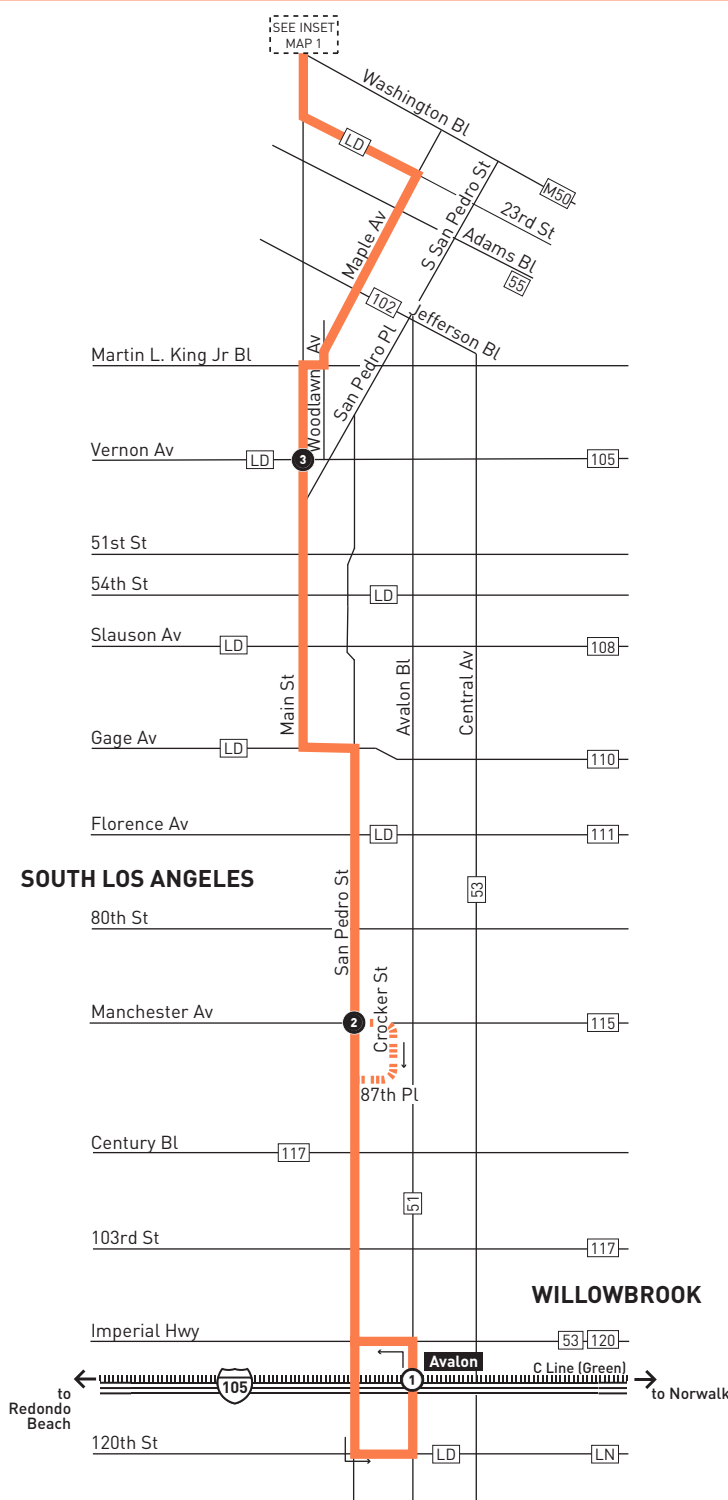 SEE INSET
MAP 1
Washington Bl
LD
M50
S San Pedro St
23rd St
Maple Av
Adams Bl
55
102
Jefferson Bl
Woodlawn Av
San Pedro Pl
Martin L. King Jr Bl
Vernon Av
LD
3
105
51st St
54th St
LD
Slauson Av
LD
108
Main St
Avalon Bl
Central Av
Gage Av
LD
110
Florence Av
LD
111
SOUTH LOS ANGELES
53
San Pedro St
80th St
Crocker St
Manchester Av
2
115
87th Pl
Century Bl
117
51
103rd St
117
WILLOWBROOK
Imperial Hwy
53
120
Avalon
C Line (Green)
1
105
to
Redondo
Beach
to Norwalk
120th St
LD
LN